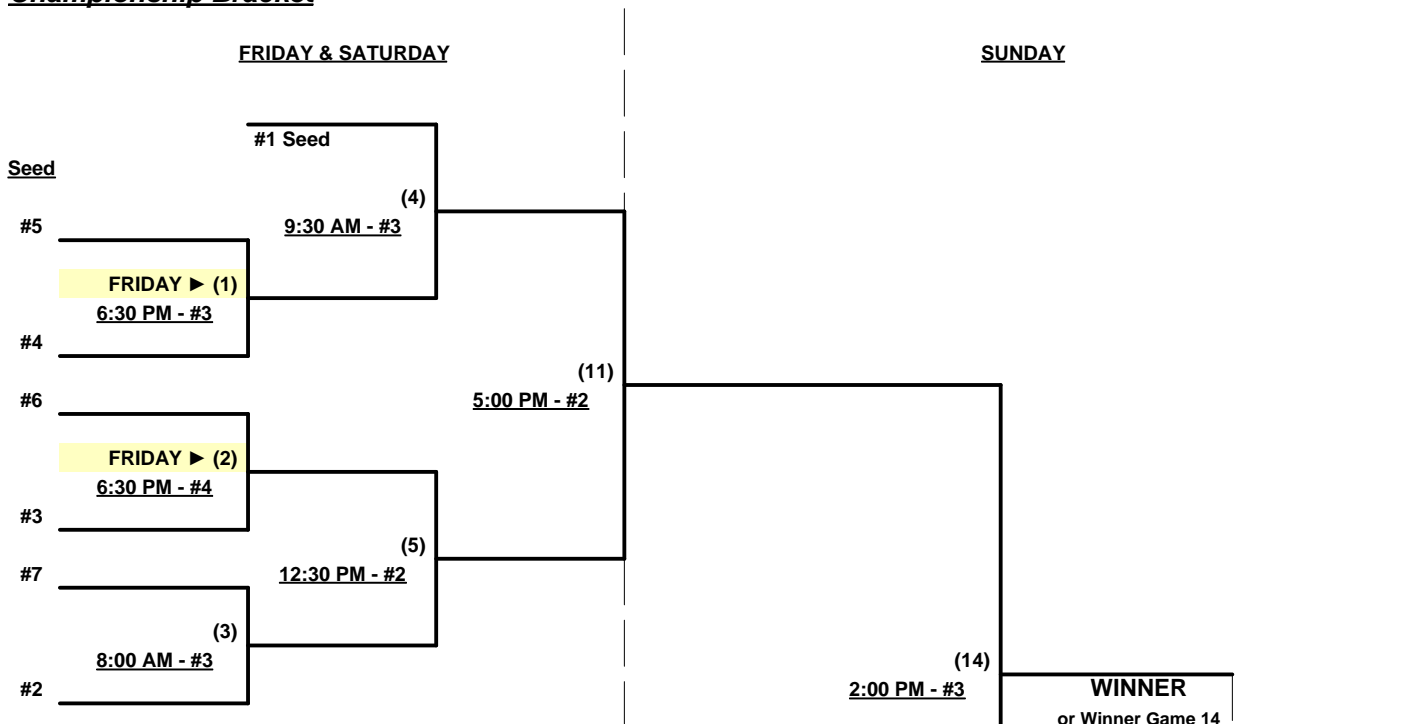 Championship Bracket
FRIDAY & SATURDAY
SUNDAY
#1 Seed
Seed
(4)
#5
9:30 AM - #3
FRIDAY ► (1)
6:30 PM - #3
#4
(11)
#6
5:00 PM - #2
FRIDAY ► (2)
6:30 PM - #4
#3
(5)
#7
12:30 PM - #2
(3)
8:00 AM - #3
(14)
#2
2:00 PM - #3
WINNER
or Winner Game 14